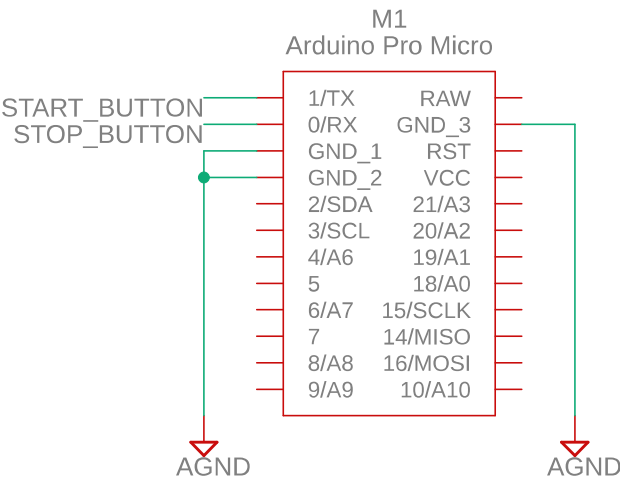 M1
Arduino Pro Micro
START_BUTTON
STOP_BUTTON
1/TX
0/RX
GND_1
GND_2
2/SDA
3/SCL
4/A6
5
6/A7
7
8/A8
9/A9
RAW
GND_3
RST
VCC
21/A3
20/A2
19/A1
18/A0
15/SCLK
14/MISO
16/MOSI
10/A10
AGND
AGND